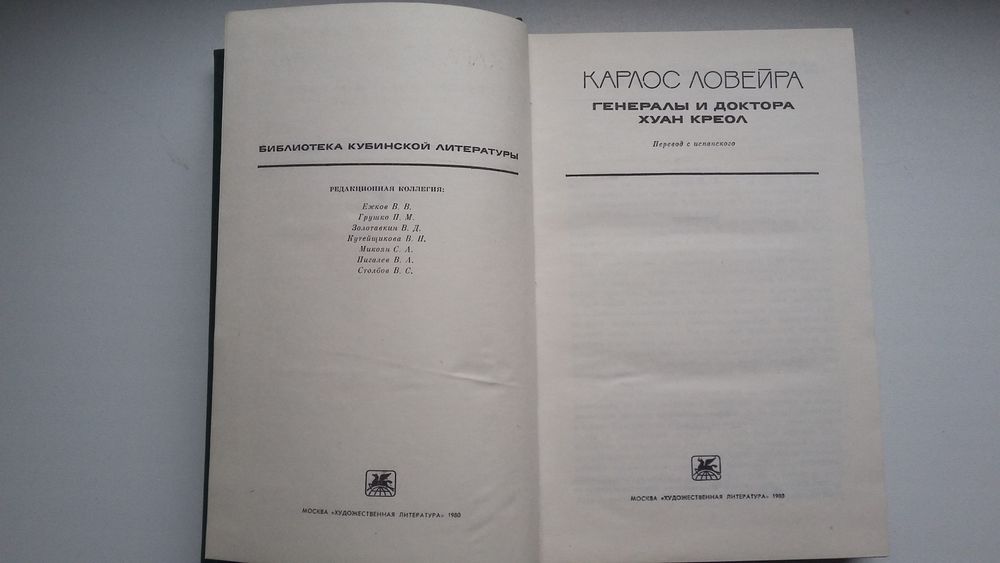 БИБЛИОТЕКА КУБИНСКОЙ ЛИТЕРАТУРЫ
РЕДАКЦИОННАЯ КОЛЛЕГИЯ:
Ежков В. В.
Грушко П. М.
Золотавкин В. Д.
Кутейщикова В. Н.
Микоян С. А.
Пигалев В. А.
Столбов В. С.
МОСКВА «ХУДОЖЕСТВЕННАЯ ЛИТЕРАТУРА» 1980
КАРЛОС ЛОВЕЙРА
ГЕНЕРАЛЫ И ДОКТОРА
ХУАН КРЕОЛ
Перевод с испанского
МОСКВА «ХУДОЖЕСТВЕННАЯ ЛИТЕРАТУРА» 1980